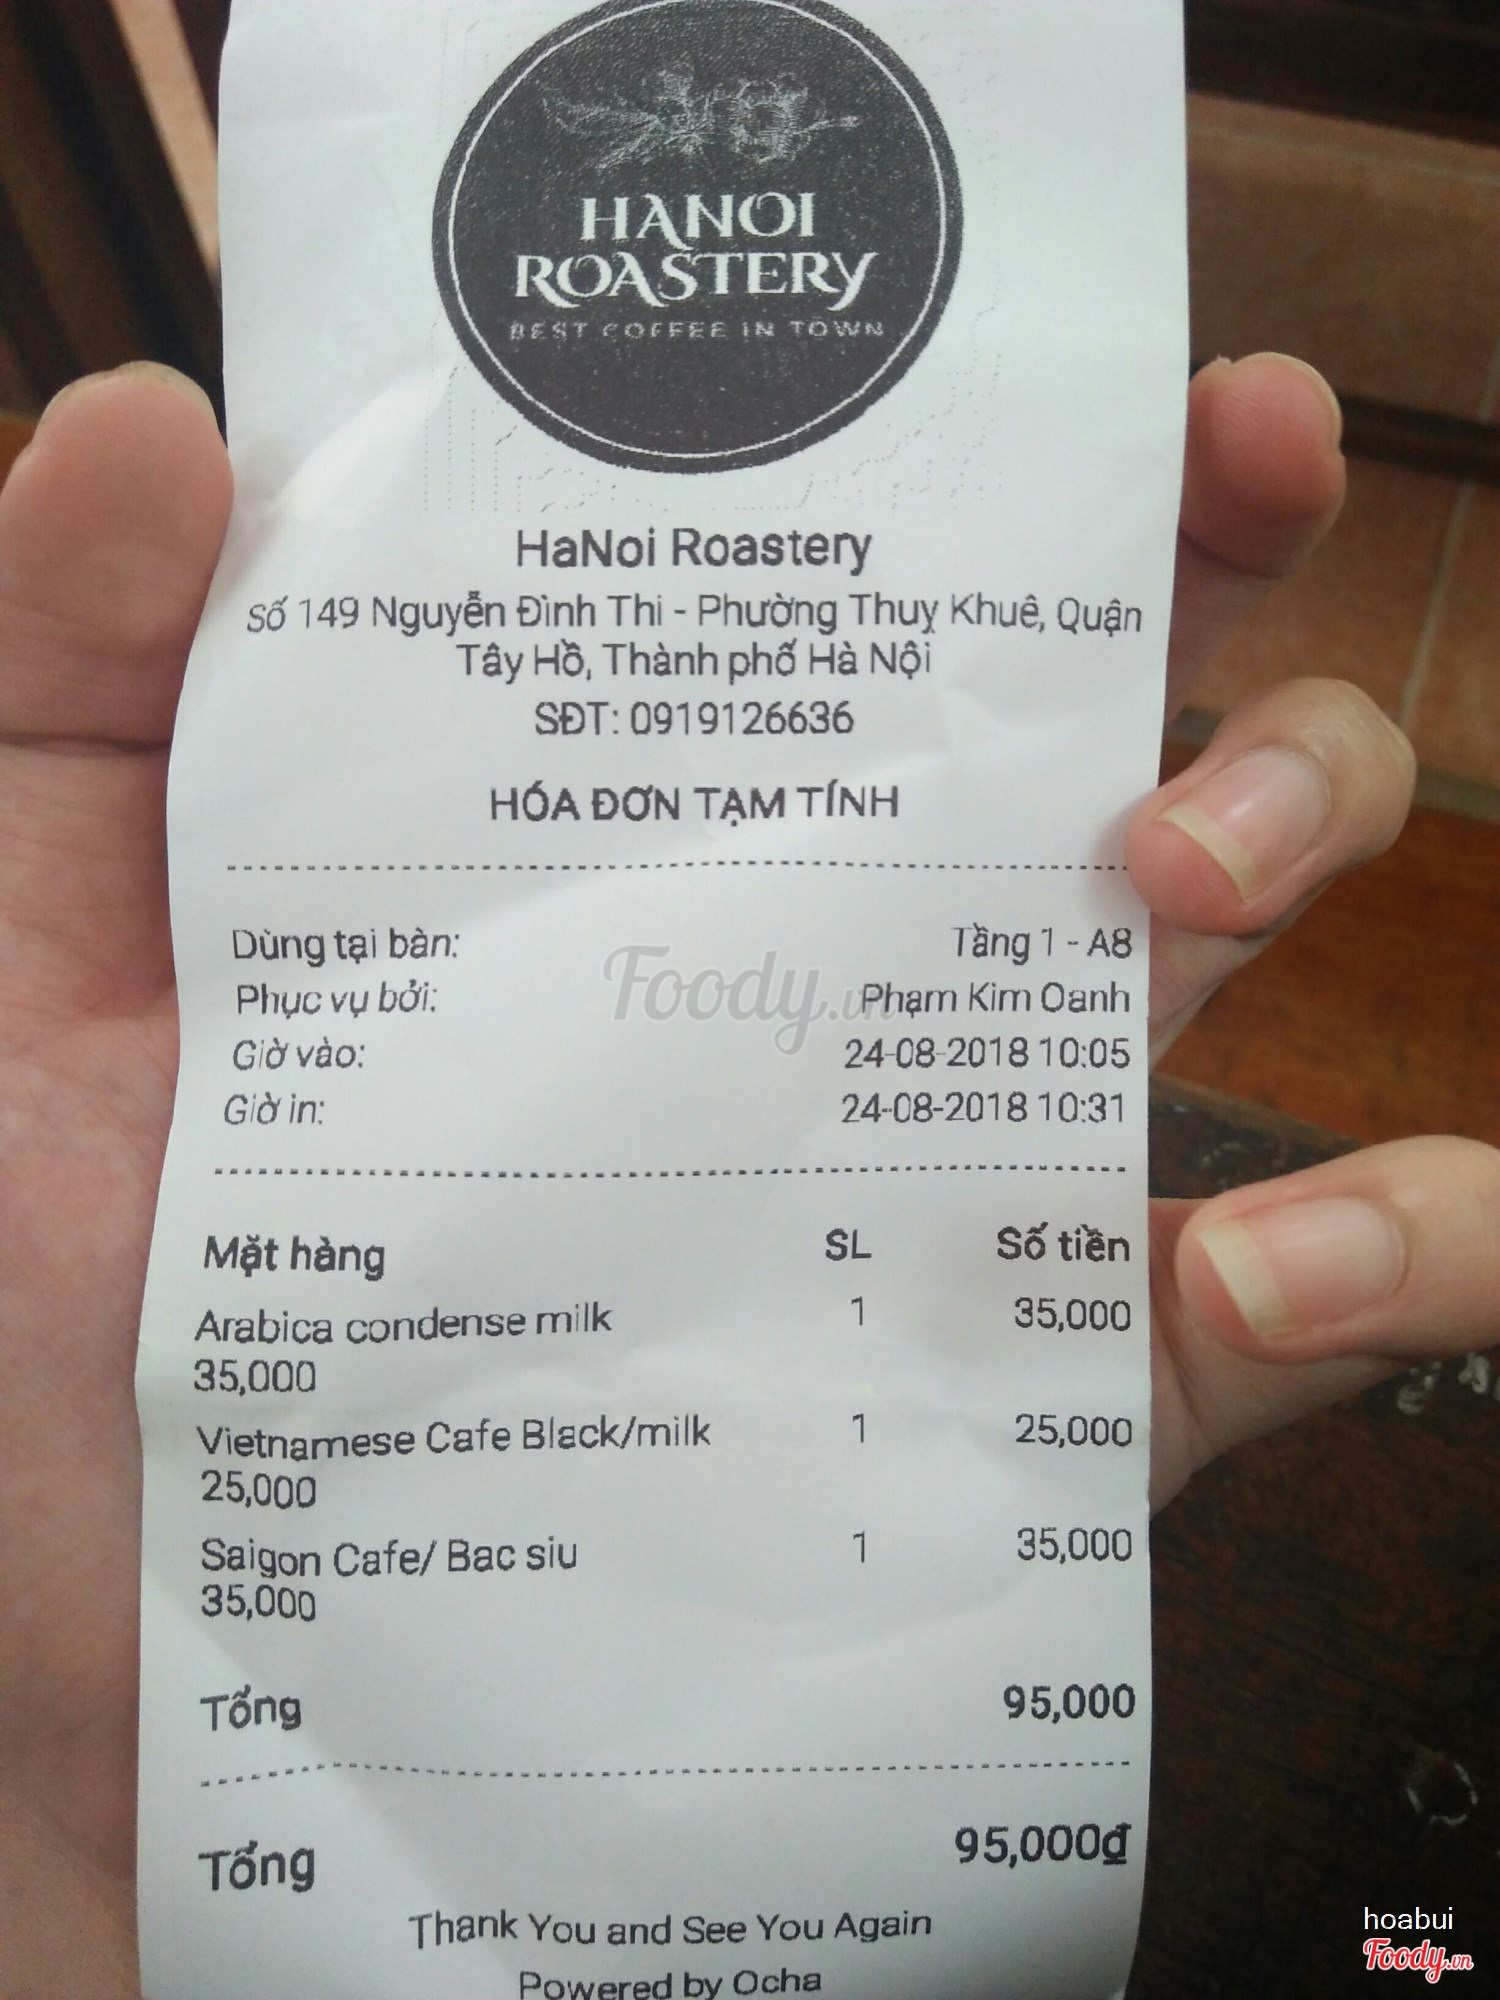 HANOI
ROASTERY
BEST COFFEE IN TOWN
HaNoi Roastery
Số 149 Nguyễn Đình Thi - Phường Thuỵ Khuê, Quận
Tây Hồ, Thành phố Hà Nội
SĐT: 0919126636
HÓA ĐƠN TẠM TÍNH
Dùng tại bàn: Tầng 1 - A8
Phục vụ bởi: Phạm Kim Oanh
Foody.vn
Giờ vào: 24-08-2018 10:05
Giờ in: 24-08-2018 10:31
Mặt hàng SL Số tiền
Arabica condense milk 1 35,000
35,000
Vietnamese Cafe Black/milk 1 25,000
25,000
Saigon Cafe/ Bac siu 1 35,000
35,000
Tổng 95,000
Tổng 95,000₫
Thank You and See You Again
Powered by Ocha
hoabui
Foody.vn